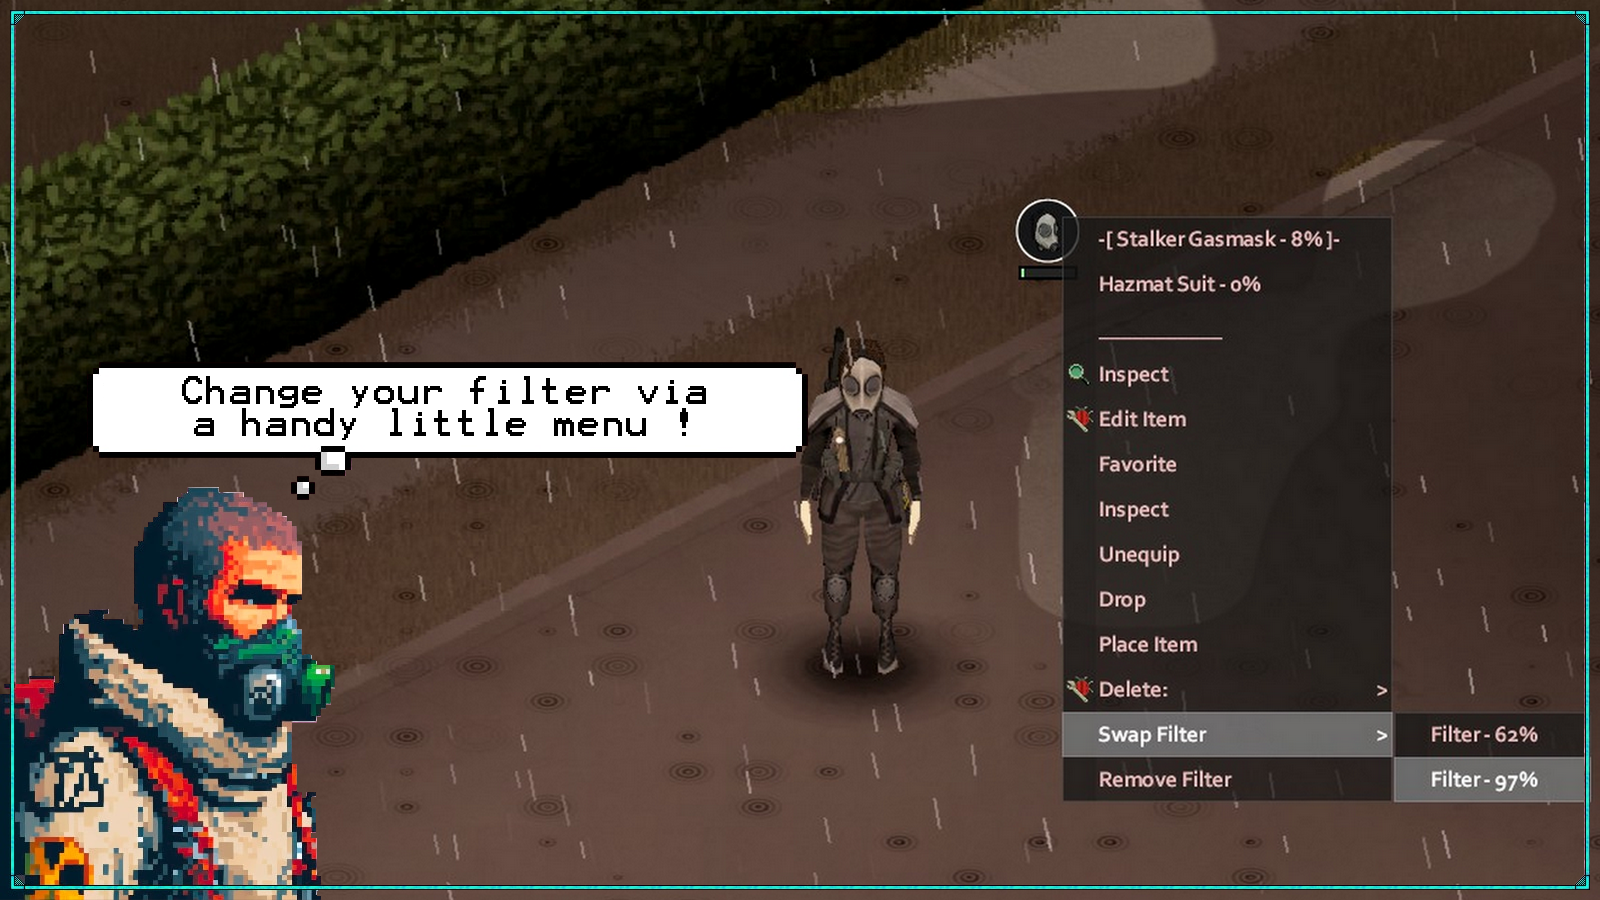 Change your filter via
a handy little menu !
-[ Stalker Gasmask - 8% ]-
Hazmat Suit - 0%
Inspect
Edit Item
Favorite
Inspect
Unequip
Drop
Place Item
Delete: >
Swap Filter >
Filter - 62%
Remove Filter
Filter - 97%